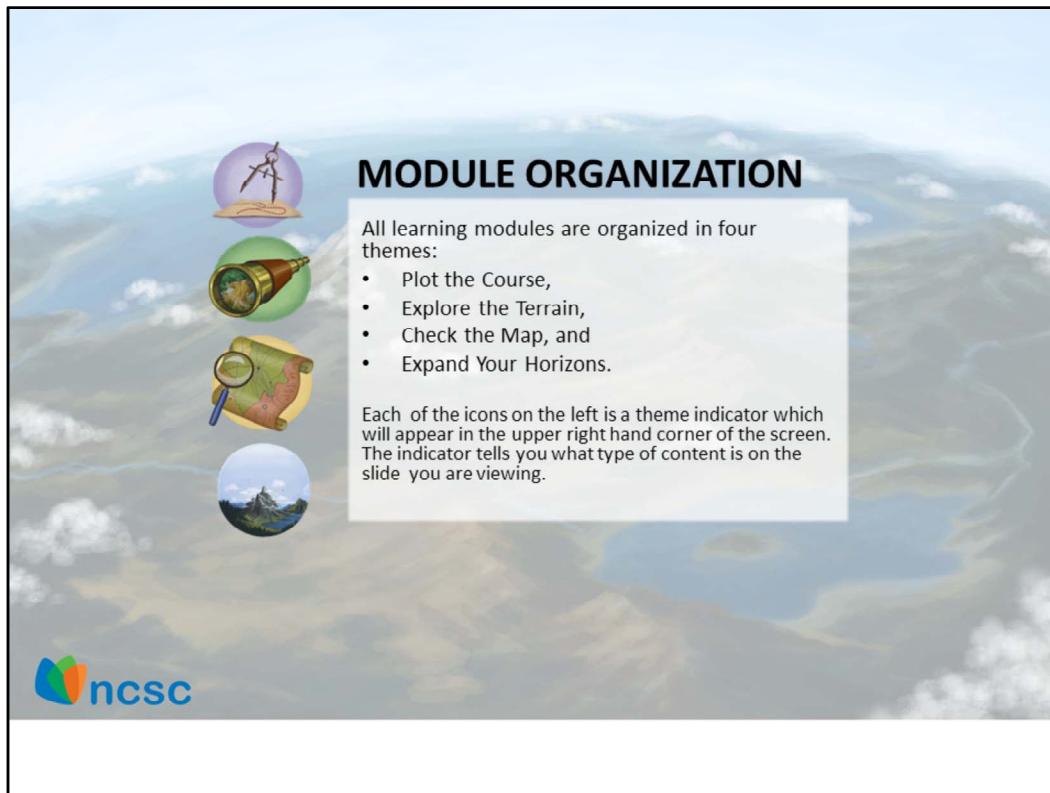 MODULE ORGANIZATION
All learning modules are organized in four
themes:
• Plot the Course,
• Explore the Terrain,
• Check the Map, and
• Expand Your Horizons.
Each of the icons on the left is a theme indicator which
will appear in the upper right hand corner of the screen.
The indicator tells you what type of content is on the
slide you are viewing.
ncsc